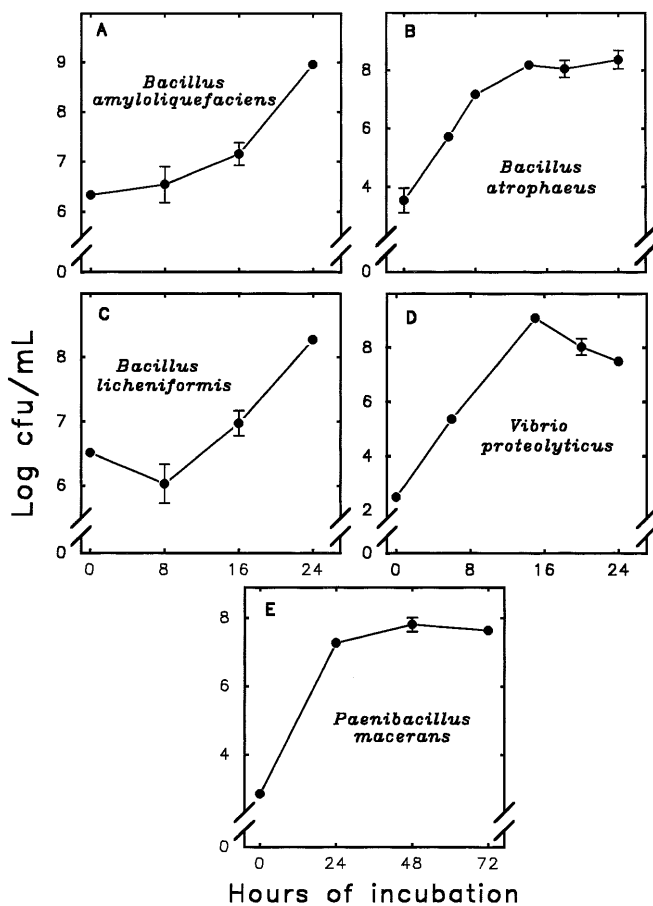 A
Bacillus
amyloliquefaciens
9
8
7
6
0
B
Bacillus
atrophaeus
8
6
4
0
Log cfu/mL
C
Bacillus
licheniformis
8
7
6
0
0 8 16 24
D
Vibrio
proteolyticus
8
6
4
2
0
0 8 16 24
E
Paenibacillus
macerans
8
6
4
0
0 24 48 72
Hours of incubation